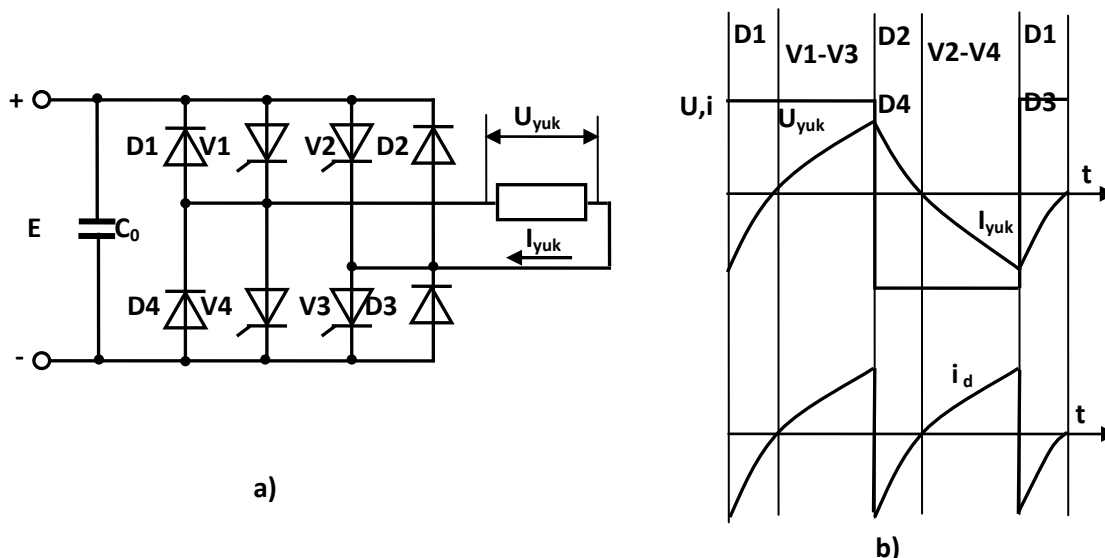 +
D1 V1 V2 D2 U_yuk
E C₀
I_yuk
D4 V4 V3 D3
-
a)
D1 V1-V3 D2 V2-V4 D1
U,i U_yuk D4 D3
t
I_yuk
i_d
t
b)